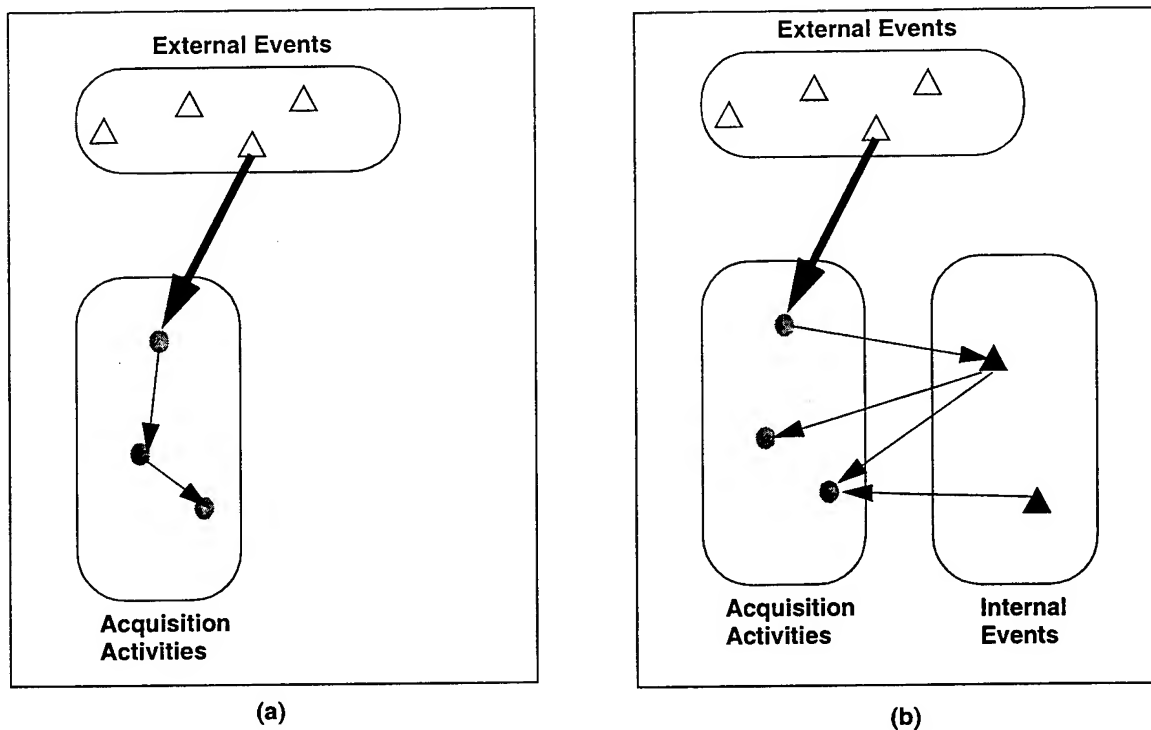 External Events
Acquisition
Activities
(a)
External Events
Acquisition
Activities
Internal
Events
(b)